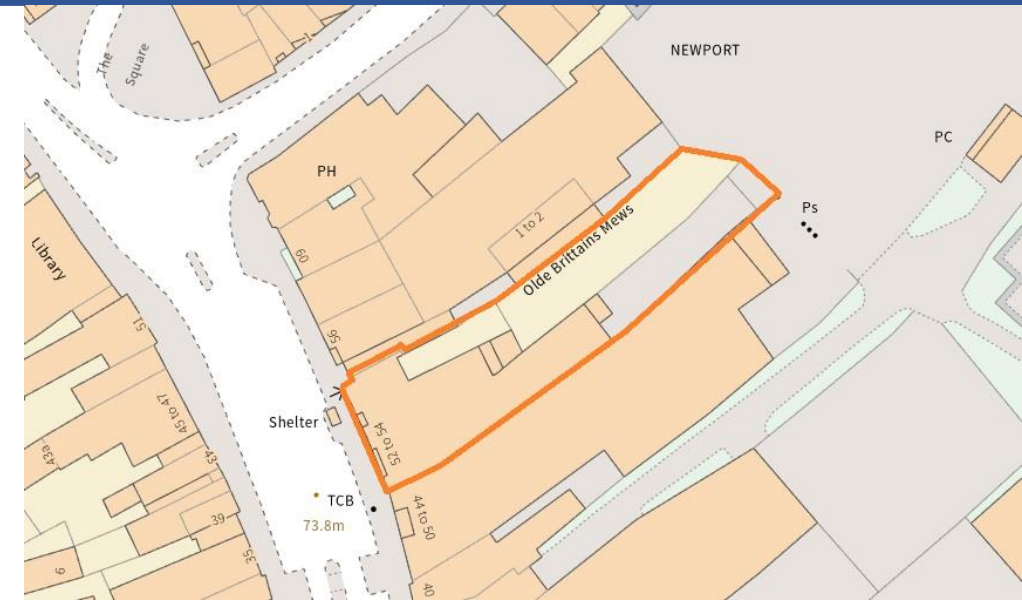 The Square
NEWPORT
PC
PH
Ps
1 to 2
Olde Brittains Mews
60
Library
51
56
Shelter
45 to 47
52 to 54
43a
43
TCB
44 to 50
39
73.8m
35
6
40